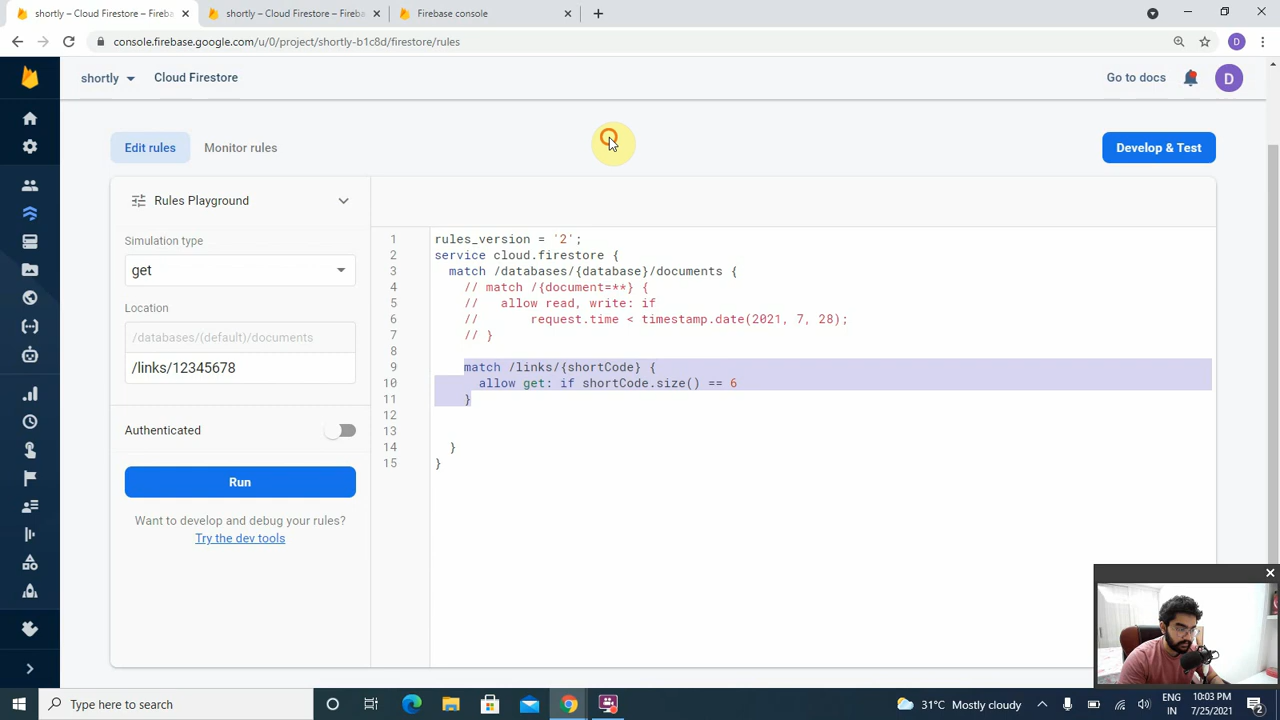 shortly – Cloud Firestore – Fireb
shortly – Cloud Firestore – Fireb
Firebase console
console.firebase.google.com/u/0/project/shortly-b1c8d/firestore/rules
D
shortly
Cloud Firestore
Go to docs
D
Edit rules
Monitor rules
Develop & Test
Rules Playground
Simulation type
get
Location
/databases/(default)/documents
/links/12345678
Authenticated
Run
Want to develop and debug your rules?
Try the dev tools
1 rules_version = '2';
2 service cloud.firestore {
3 match /databases/{database}/documents {
4 // match /{document=**} {
5 // allow read, write: if
6 // request.time < timestamp.date(2021, 7, 28);
7 // }
8
9 match /links/{shortCode} {
10 allow get: if shortCode.size() == 6
11 }
12
13
14 }
15 }
Type here to search
31°C Mostly cloudy
ENG
IN
10:03 PM
7/25/2021
2